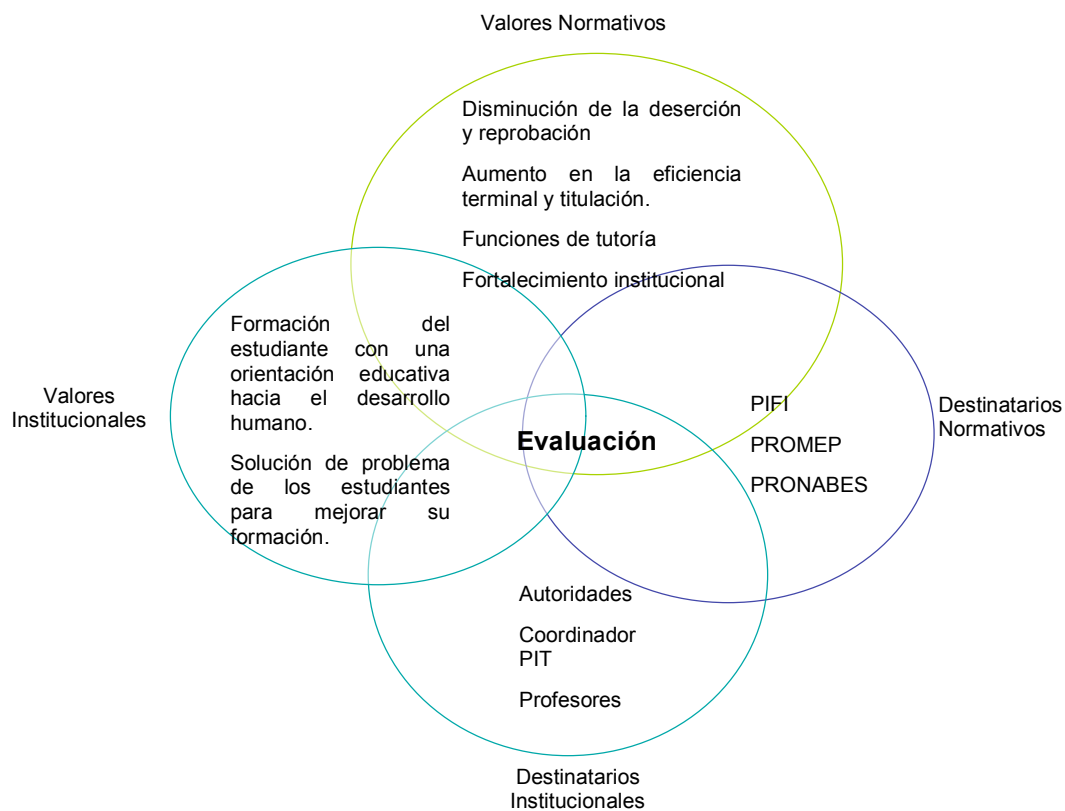 Valores Normativos
Disminución de la deserción
y reprobación
Aumento en la eficiencia
terminal y titulación.
Funciones de tutoría
Fortalecimiento institucional
Valores
Institucionales
Formación del
estudiante con una
orientación educativa
hacia el desarrollo
humano.
Solución de problema
de los estudiantes
para mejorar su
formación.
Evaluación
PIFI
PROMEP
PRONABES
Destinatarios
Normativos
Autoridades
Coordinador
PIT
Profesores
Destinatarios
Institucionales